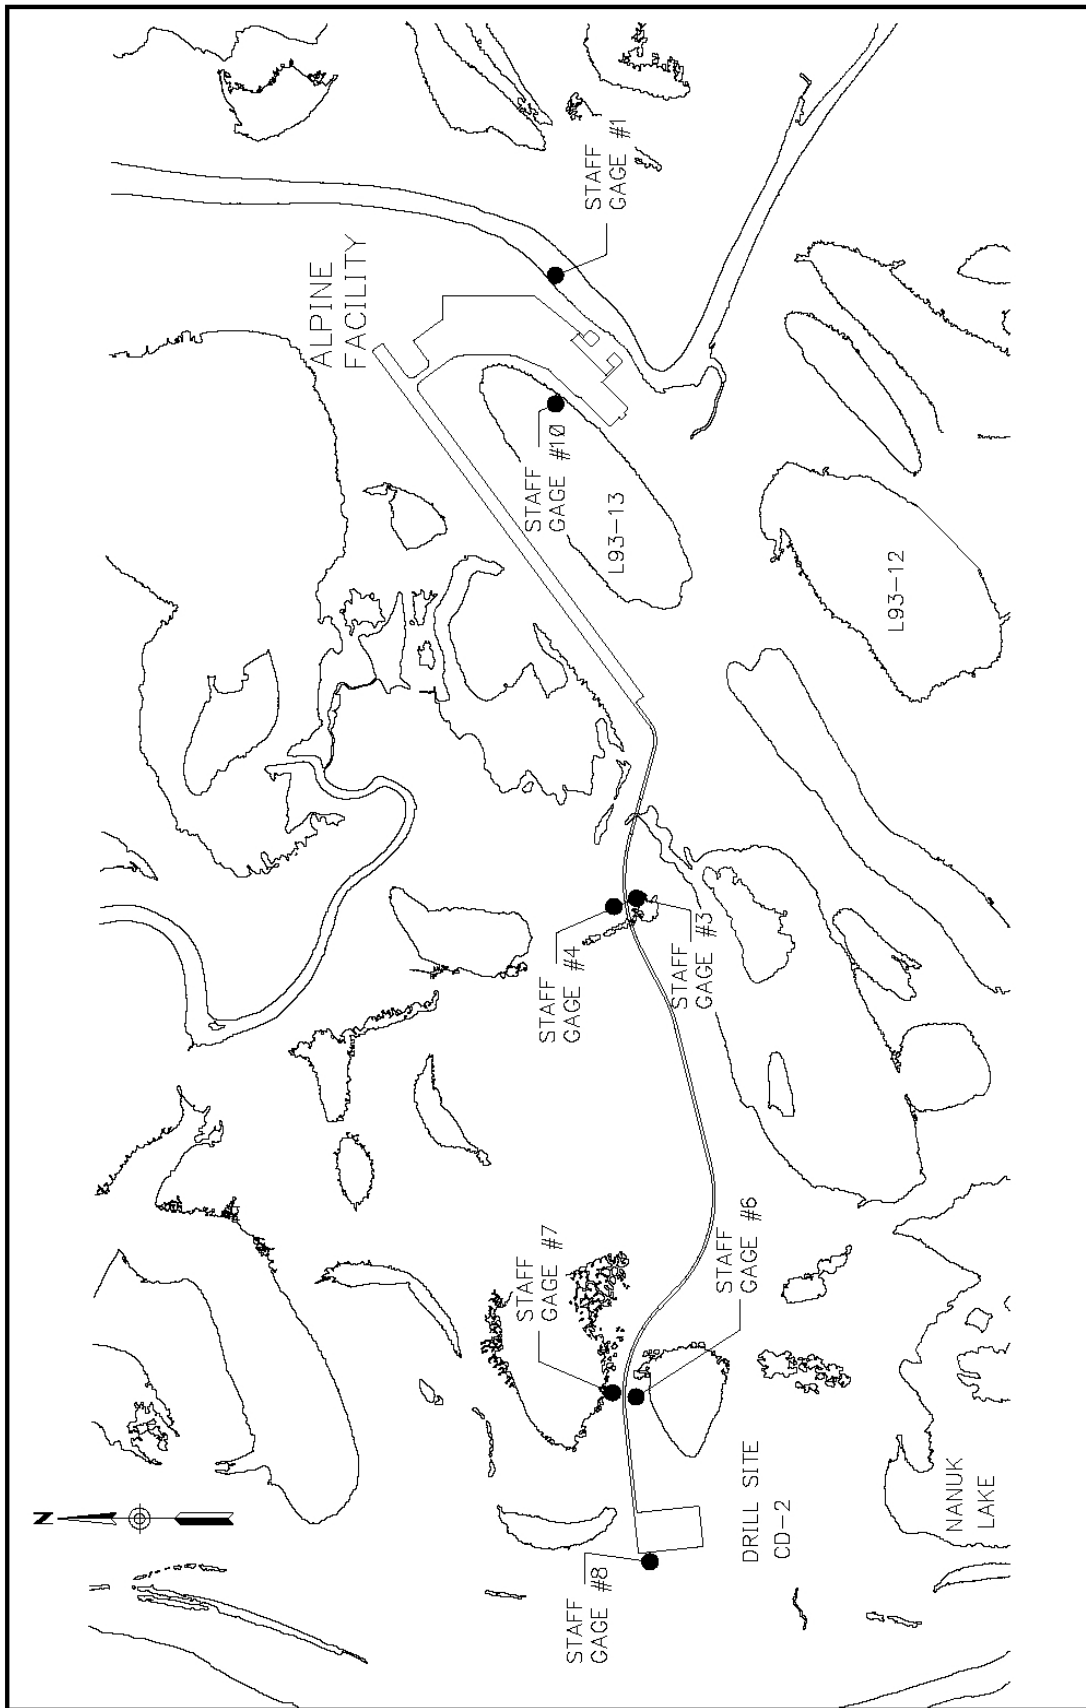 ALPINE
FACILITY
STAFF
GAGE #1
STAFF
GAGE #10
L93-13
L93-12
STAFF
GAGE #4
STAFF
GAGE #3
STAFF
GAGE #7
STAFF
GAGE #6
STAFF
GAGE #8
DRILL SITE
CD-2
NANUK
LAKE
N